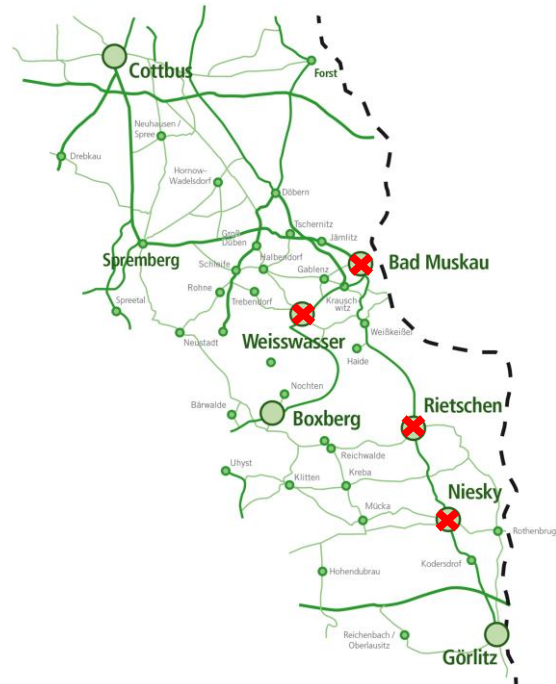 Cottbus
Forst
Neuhausen /
Spree
Drebkau
Hornow-
Wadelsdorf
Döbern
Tschernitz
Groß
Düben
Jämlitz
Spremberg
Halbendorf
Bad Muskau
Schleife
Gablenz
Rohne
Trebendorf
Krausch
witz
Spreetal
Weißkeißel
Neustadt
Weisswasser
Haide
Nochten
Bärwalde
Boxberg
Rietschen
Reichwalde
Uhyst
Klitten
Kreba
Niesky
Mücka
Rothenbrug
Kodersdrof
Hohendubrau
Reichenbach /
Oberlausitz
Görlitz